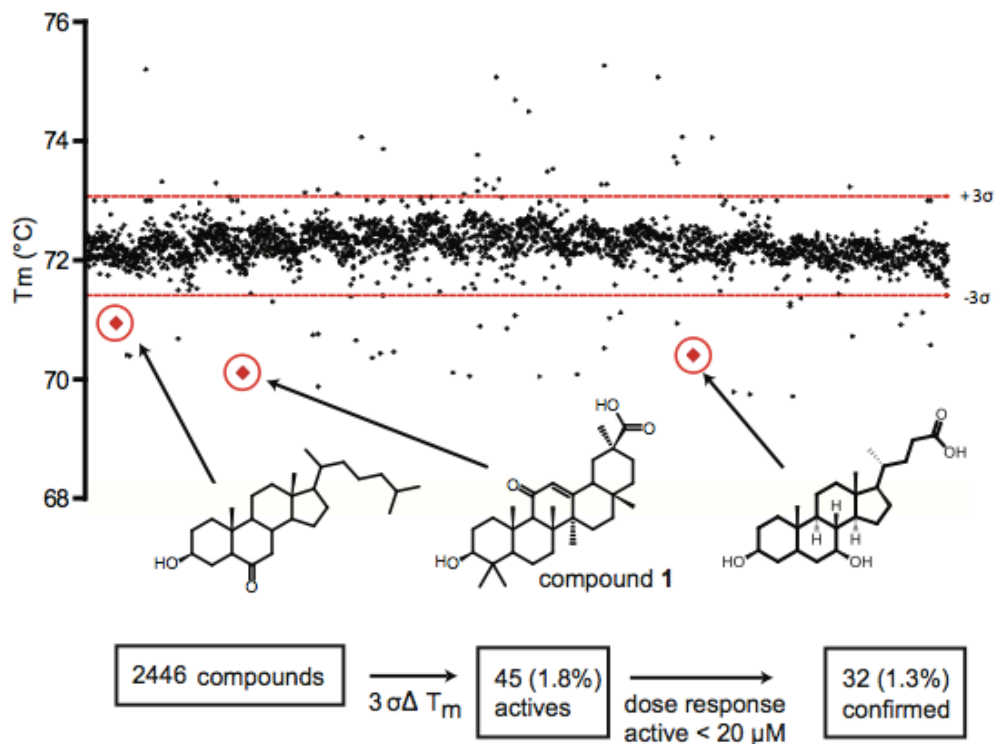 76
74
72
70
68
Tm (°C)
+3σ
-3σ
HO
O
HO
O
O
HO
compound 1
O
OH
HO
OH
H
H
H
2446 compounds
3 σΔ Tm
45 (1.8%)
actives
dose response
active < 20 µM
32 (1.3%)
confirmed